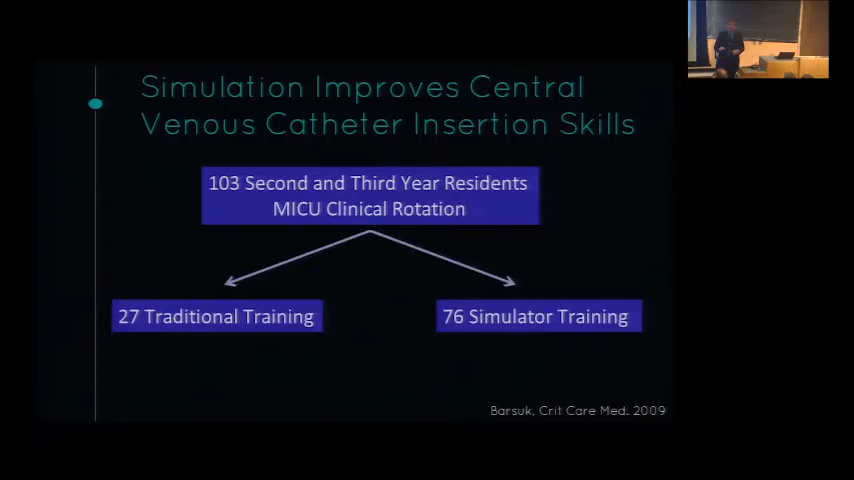 Simulation Improves Central
Venous Catheter Insertion Skills
103 Second and Third Year Residents
MICU Clinical Rotation
27 Traditional Training
76 Simulator Training
Barsuk, Crit Care Med. 2009